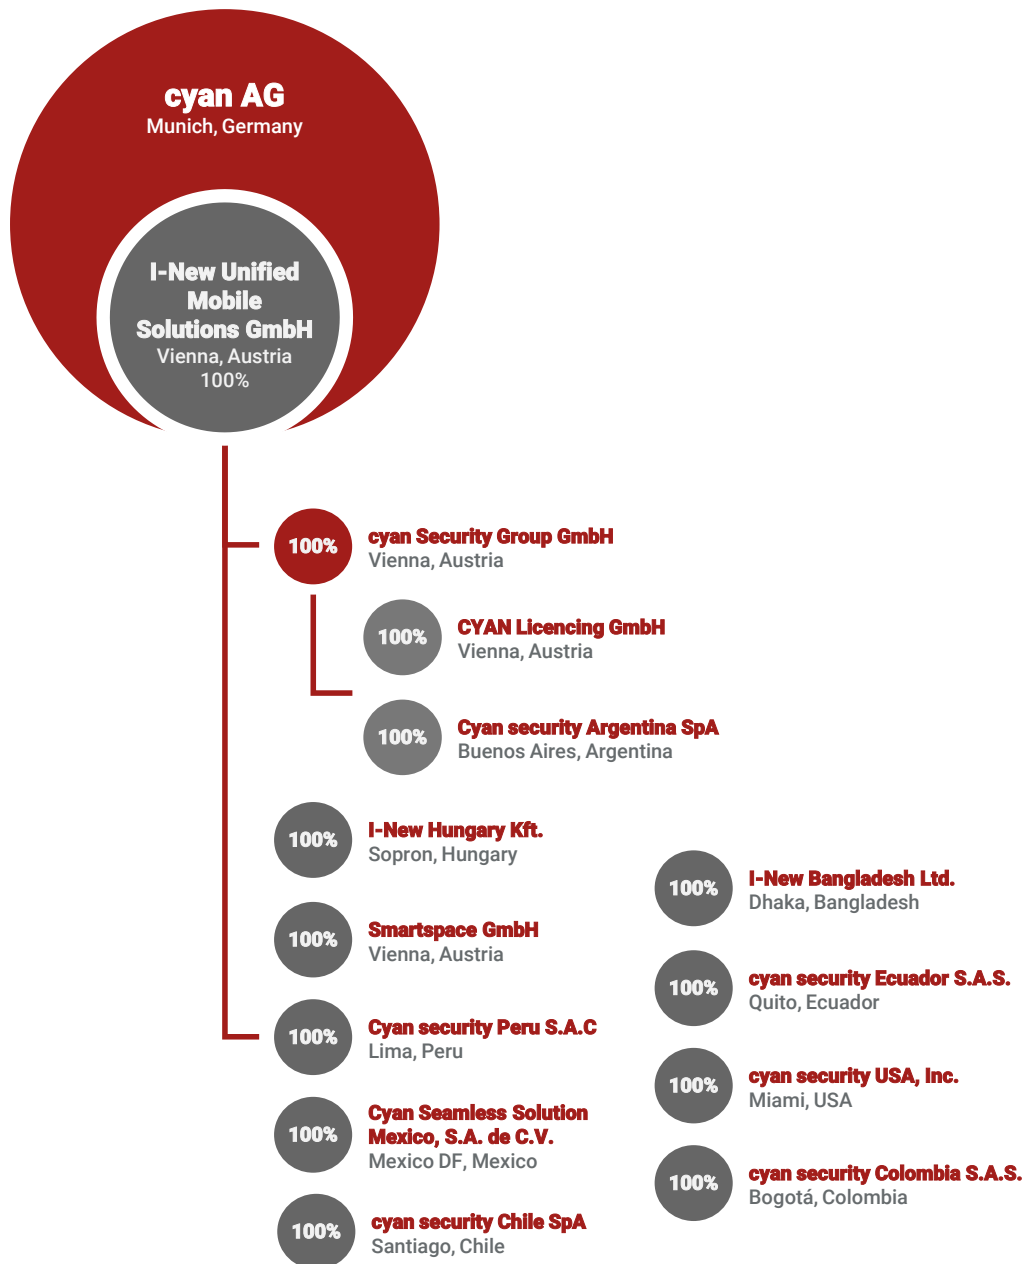 cyan AG
Munich, Germany
I-New Unified
Mobile
Solutions GmbH
Vienna, Austria
100%
100%
cyan Security Group GmbH
Vienna, Austria
100%
CYAN Licencing GmbH
Vienna, Austria
100%
Cyan security Argentina SpA
Buenos Aires, Argentina
100%
I-New Hungary Kft.
Sopron, Hungary
100%
Smartspace GmbH
Vienna, Austria
100%
Cyan security Peru S.A.C
Lima, Peru
100%
Cyan Seamless Solution
Mexico, S.A. de C.V.
Mexico DF, Mexico
100%
cyan security Chile SpA
Santiago, Chile
100%
I-New Bangladesh Ltd.
Dhaka, Bangladesh
100%
cyan security Ecuador S.A.S.
Quito, Ecuador
100%
cyan security USA, Inc.
Miami, USA
100%
cyan security Colombia S.A.S.
Bogotá, Colombia